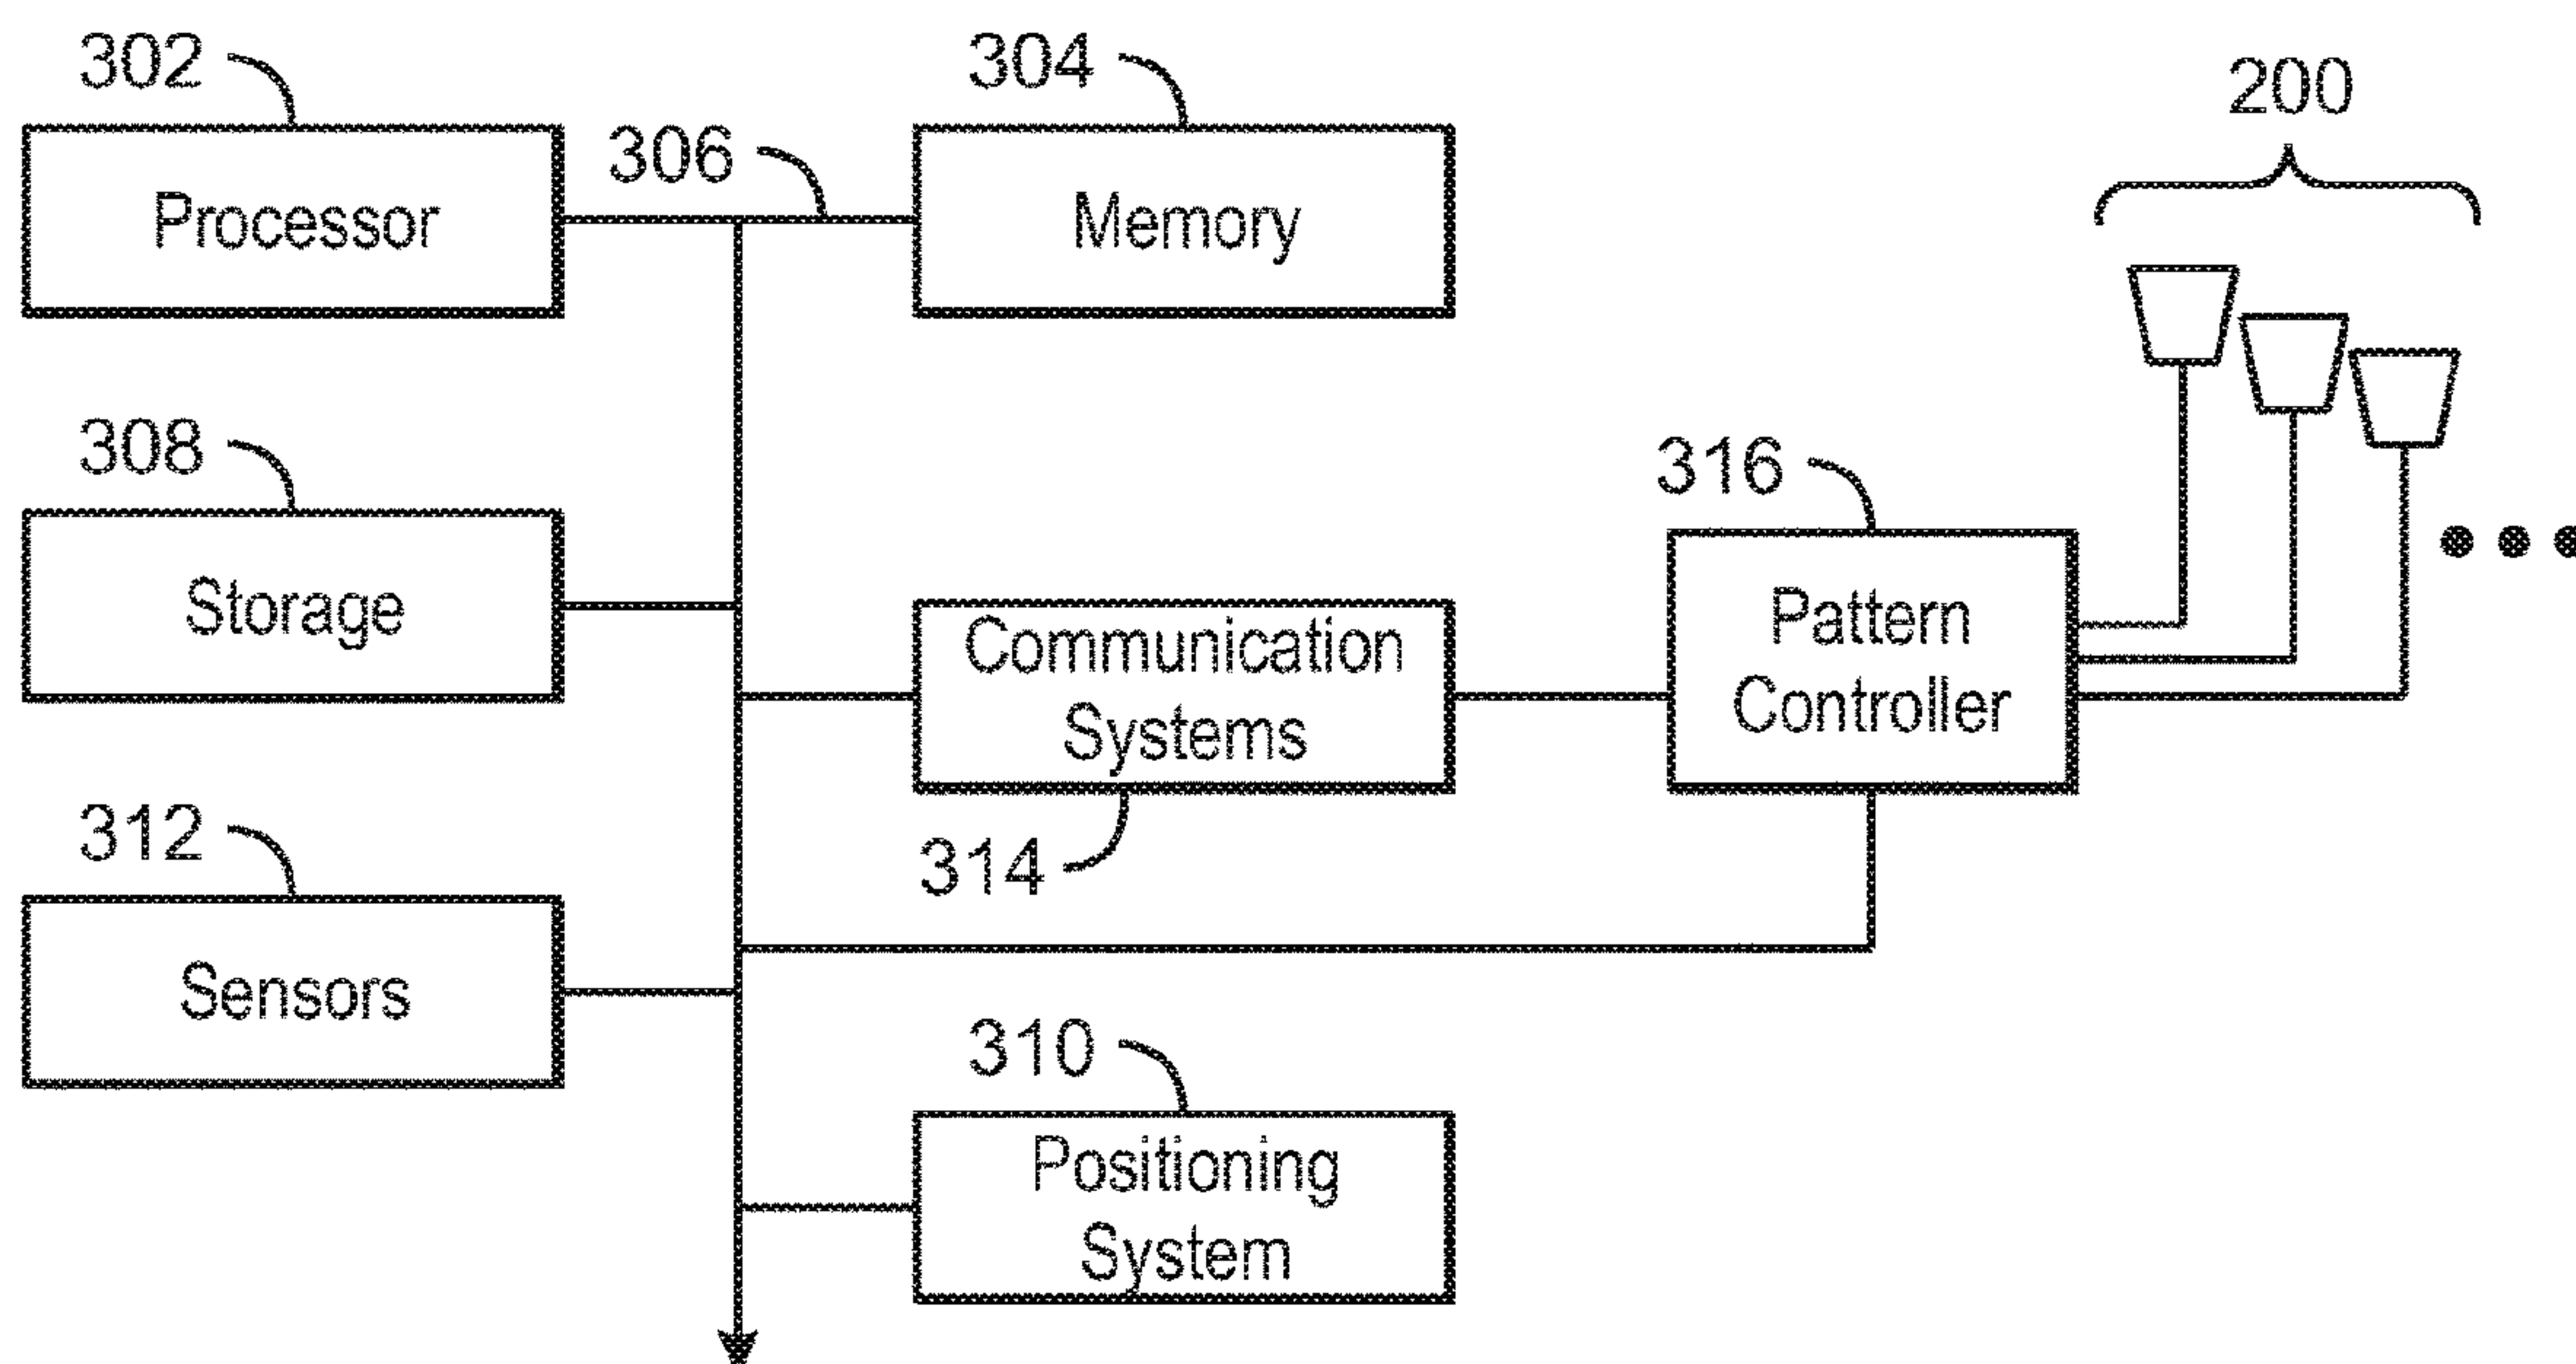 302
304
200
306
Processor
Memory
308
316
Storage
Communication
Systems
Pattern
Controller
312
314
Sensors
310
Positioning
System